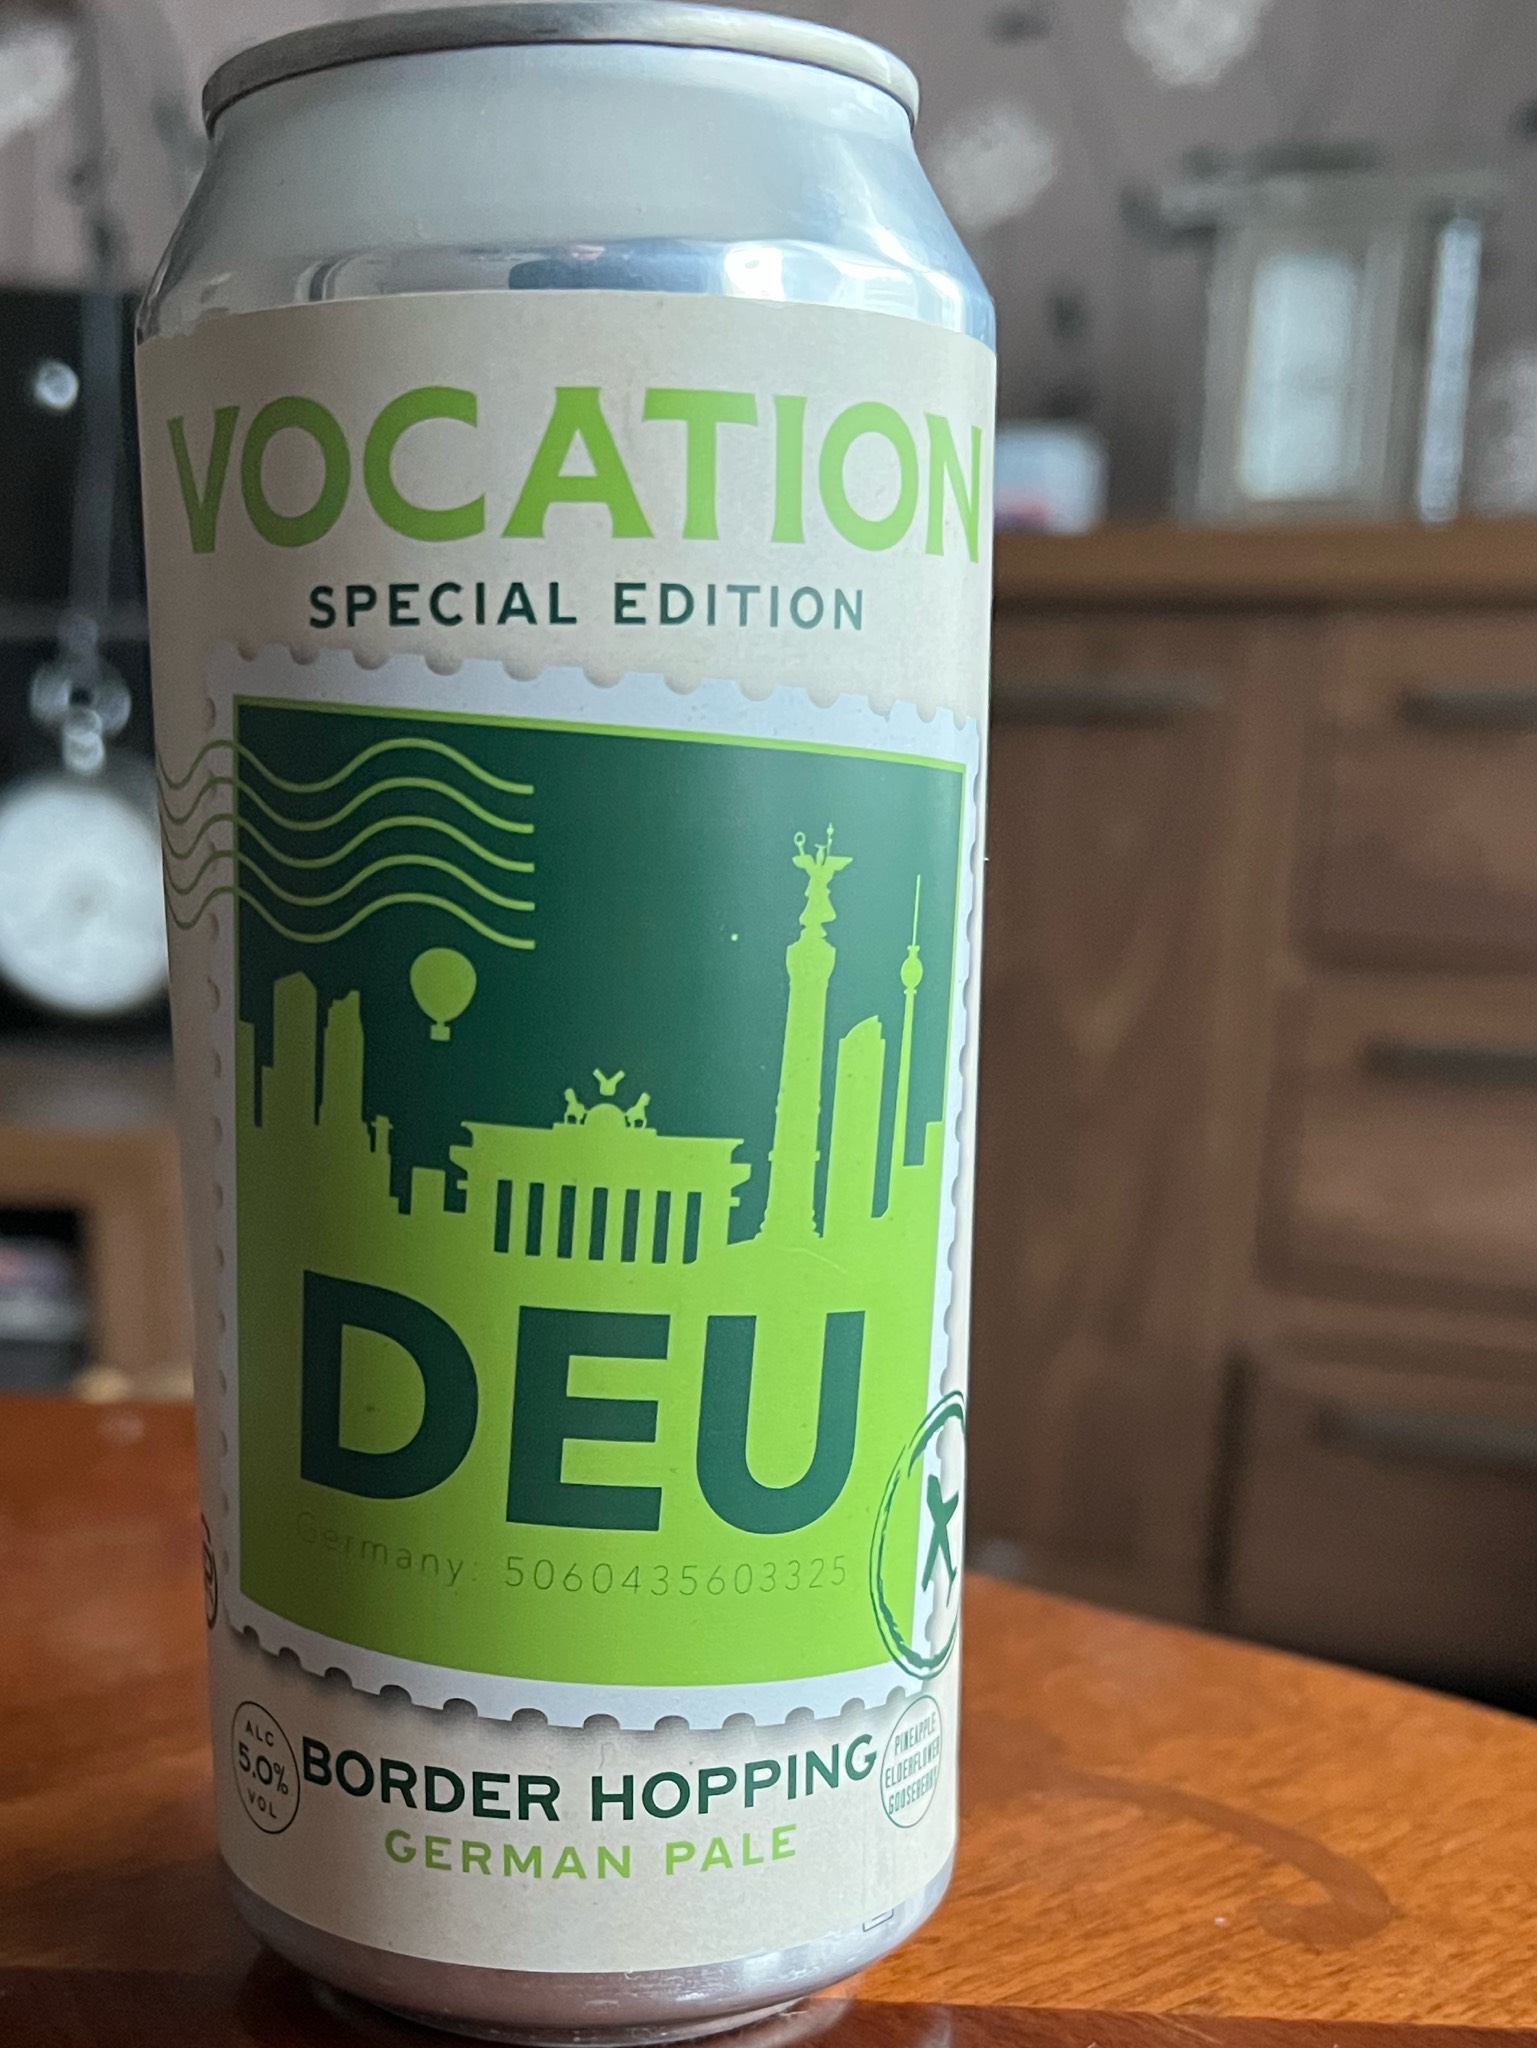 VOCATION
SPECIAL EDITION
DEU
Germany: 5060435603325
ALC
5.0%
VOL
BORDER HOPPING
GERMAN PALE
PINEAPPLE
ELDERFLOWER
GOOSEBERRY